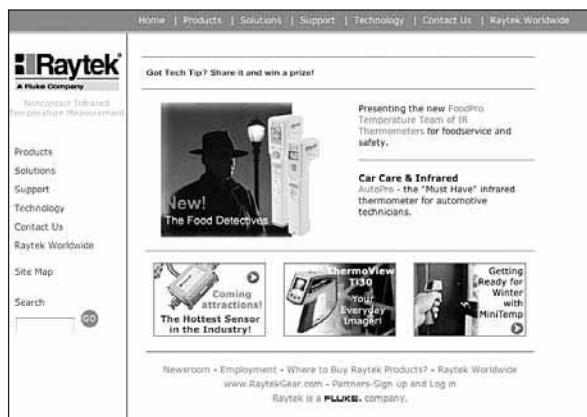 Home | Products | Solutions | Support | Technology | Contact Us | Raytek Worldwide
Raytek®
A Fluke Company
Noncontact Infrared
Temperature Measurement
Products
Solutions
Support
Technology
Contact Us
Raytek Worldwide
Site Map
Search
GO
Got Tech Tip? Share it and win a prize!
New!
The Food Detectives
Presenting the new FoodPro
Temperature Team of IR
Thermometers for foodservice and
safety.
Car Care & Infrared
AutoPro - the "Must Have" infrared
thermometer for automotive
technicians.
Coming
attractions!
The Hottest Sensor
in the Industry!
ThermoView
Ti30
Your
Everyday
Imager!
Getting
Ready for
Winter
with
MiniTemp
Newsroom - Employment - Where to Buy Raytek Products? - Raytek Worldwide
www.RaytekGear.com - Partners-Sign up and Log in
Raytek is a FLUKE. company.